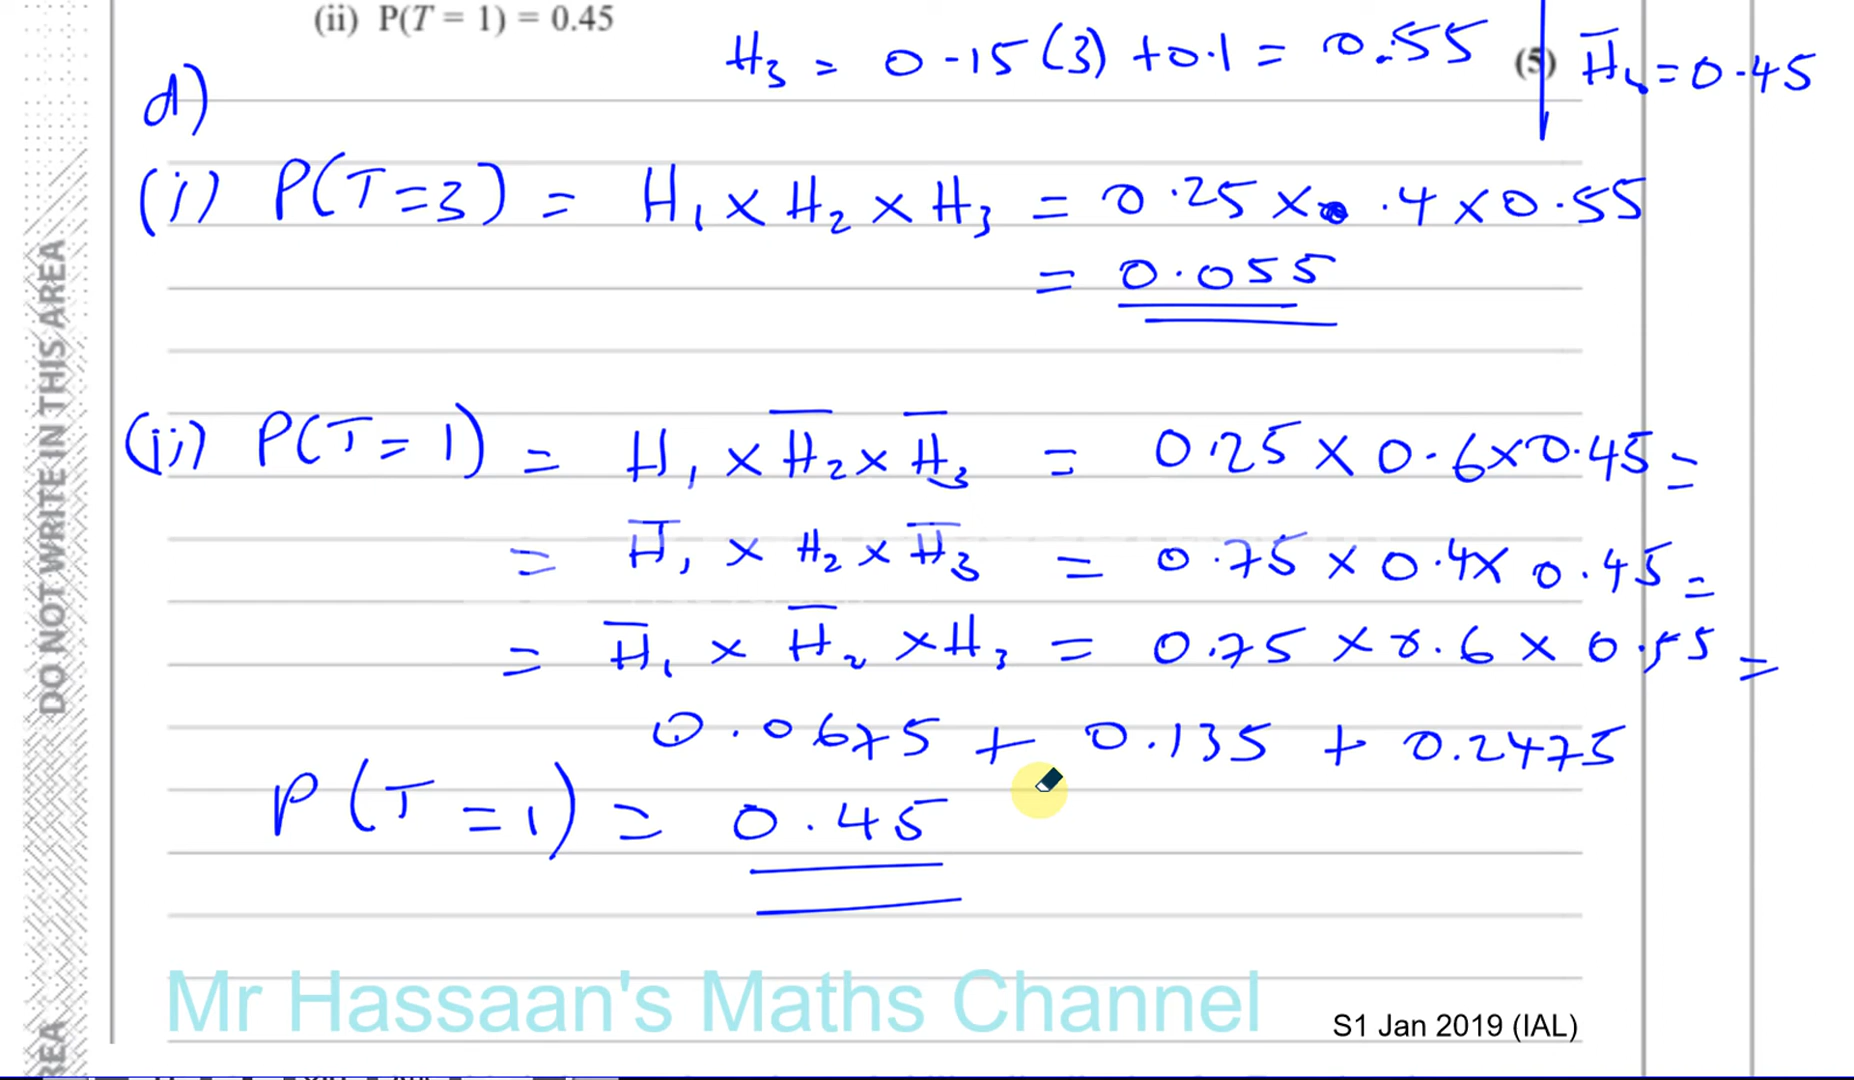 (ii) P(T = 1) = 0.45
H₃ = 0.15(3) + 0.1 = 0.55
(5)
= 0.45
d)
(i) P(T=3) = H₁ × H₂ × H₃ = 0.25 × 0.4 × 0.55
= 0.055
(ii) P(T=1) = H₁ × H̅₂ × H̅₃ = 0.25 × 0.6 × 0.45 =
= H̅₁ × H₂ × H̅₃ = 0.75 × 0.4 × 0.45 =
= H̅₁ × H̅₂ × H₃ = 0.75 × 0.6 × 0.55 =
0.0675 + 0.135 + 0.2475
P(T=1) = 0.45
DO NOT WRITE IN THIS AREA
REA
Mr Hassaan's Maths Channel
S1 Jan 2019 (IAL)